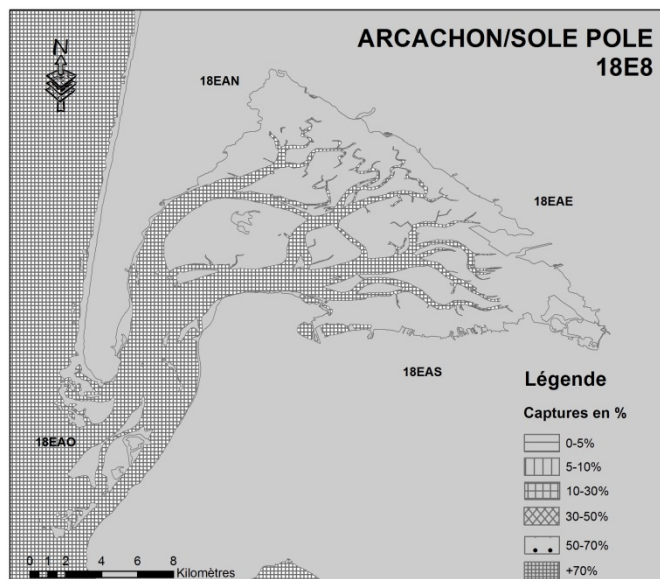 ARCACHON/SOLE POLE
18E8
N
18EAN
18EAE
18EAS
18EAO
Légende
Captures en %
0-5%
5-10%
10-30%
30-50%
50-70%
+70%
0 1 2 4 6 8
Kilomètres